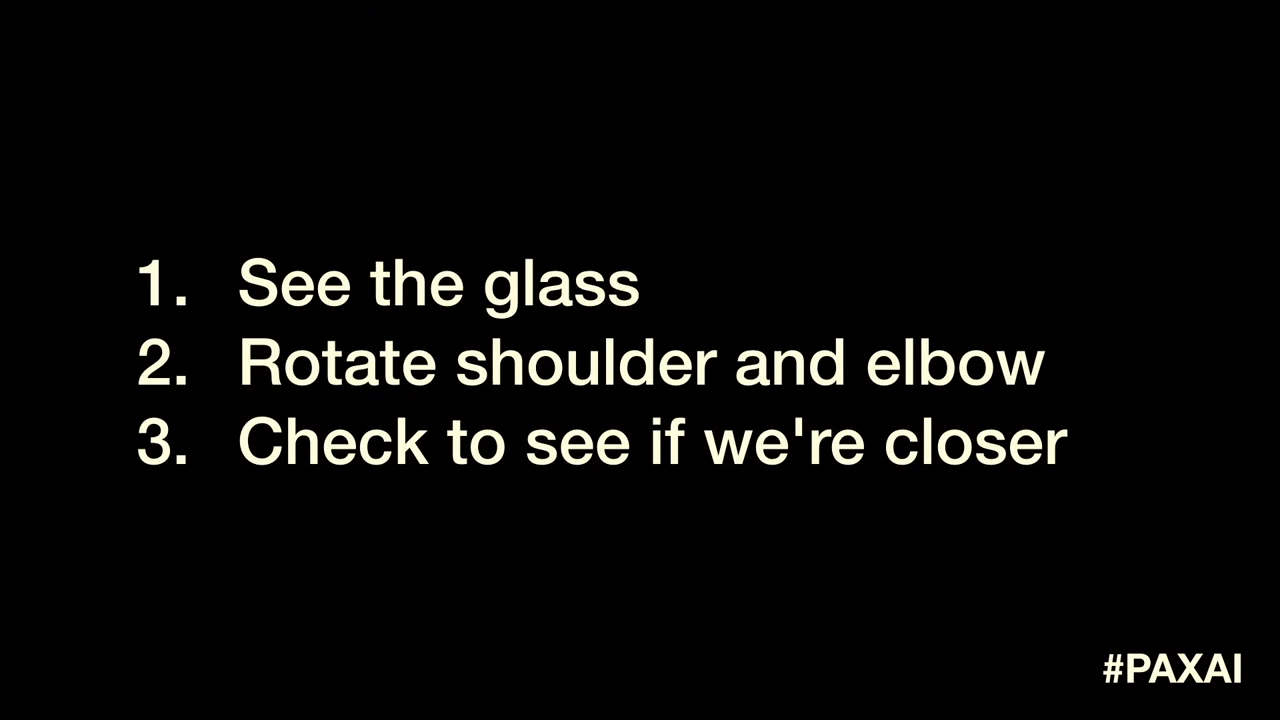 1. See the glass
2. Rotate shoulder and elbow
3. Check to see if we're closer
#PAXAI